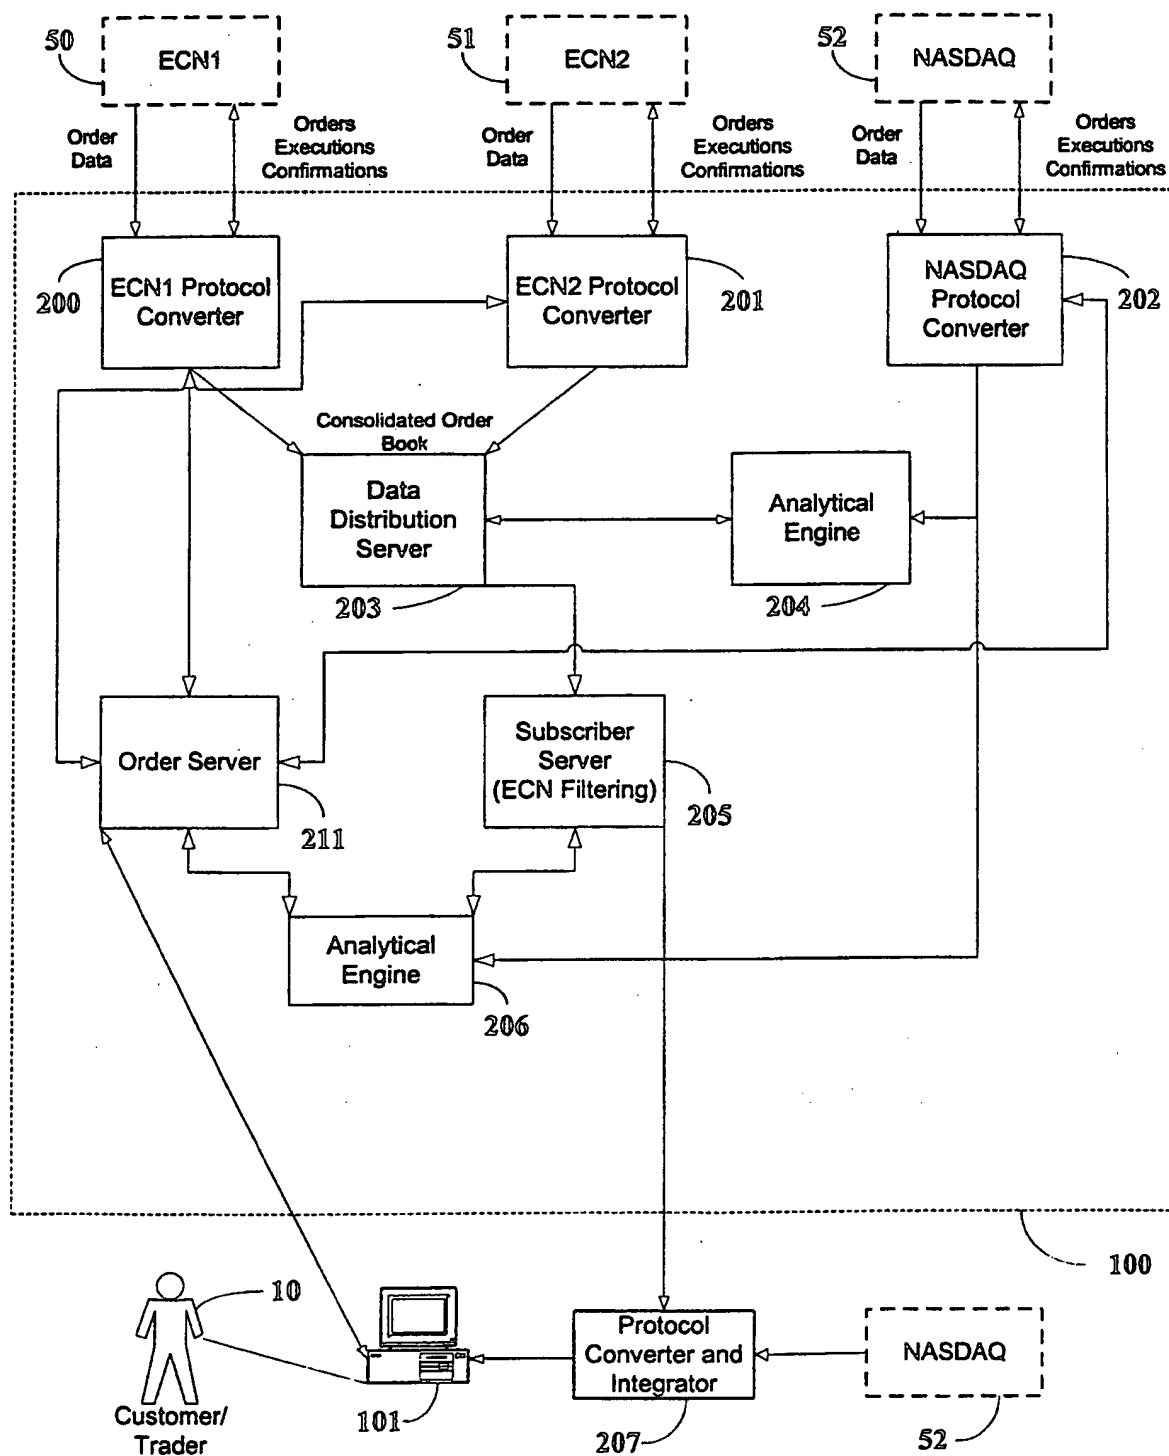 50
ECN1
51
ECN2
52
NASDAQ
Order
Data
Orders
Executions
Confirmations
Order
Data
Orders
Executions
Confirmations
Order
Data
Orders
Executions
Confirmations
200
ECN1 Protocol
Converter
ECN2 Protocol
Converter
201
NASDAQ
Protocol
Converter
202
Consolidated Order
Book
Data
Distribution
Server
203
Analytical
Engine
204
Order Server
211
Subscriber
Server
(ECN Filtering)
205
Analytical
Engine
206
100
10
Customer/
Trader
101
Protocol
Converter and
Integrator
207
NASDAQ
52